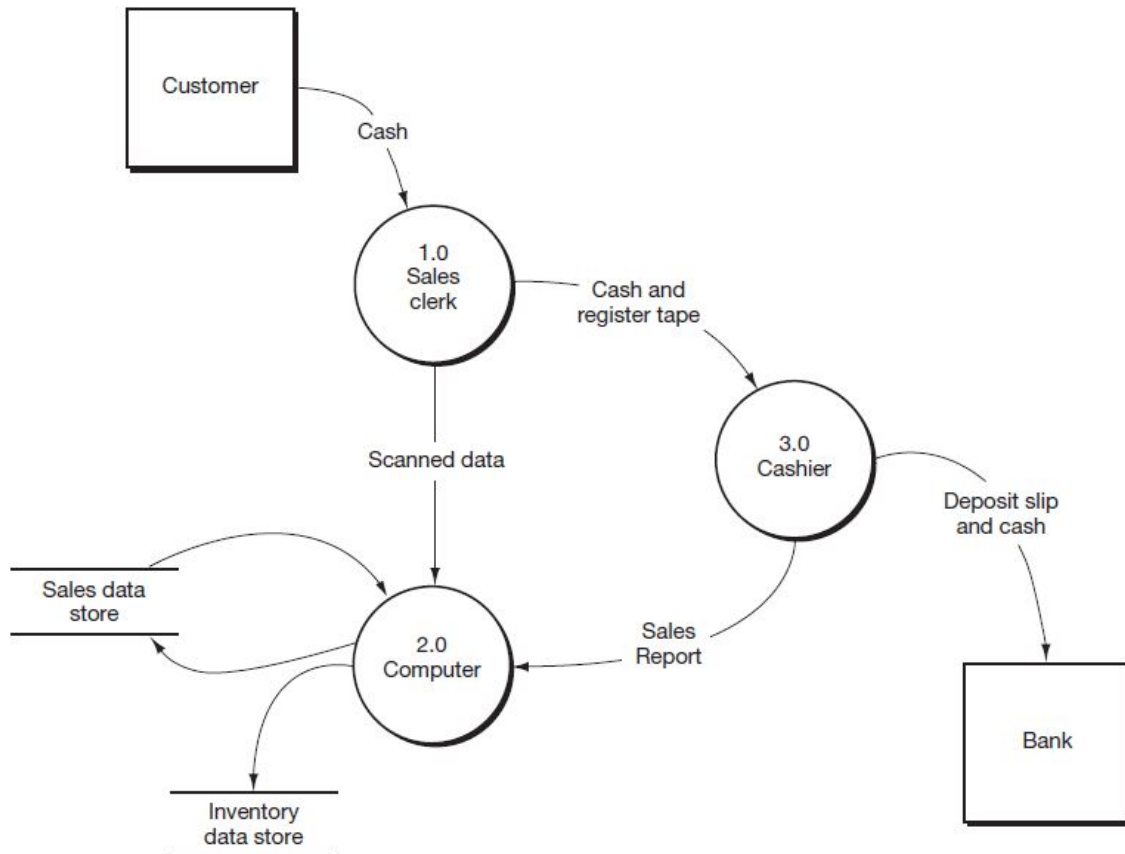 Customer
Cash
1.0
Sales
clerk
Cash and
register tape
Scanned data
3.0
Cashier
Deposit slip
and cash
Sales data
store
2.0
Computer
Sales
Report
Bank
Inventory
data store